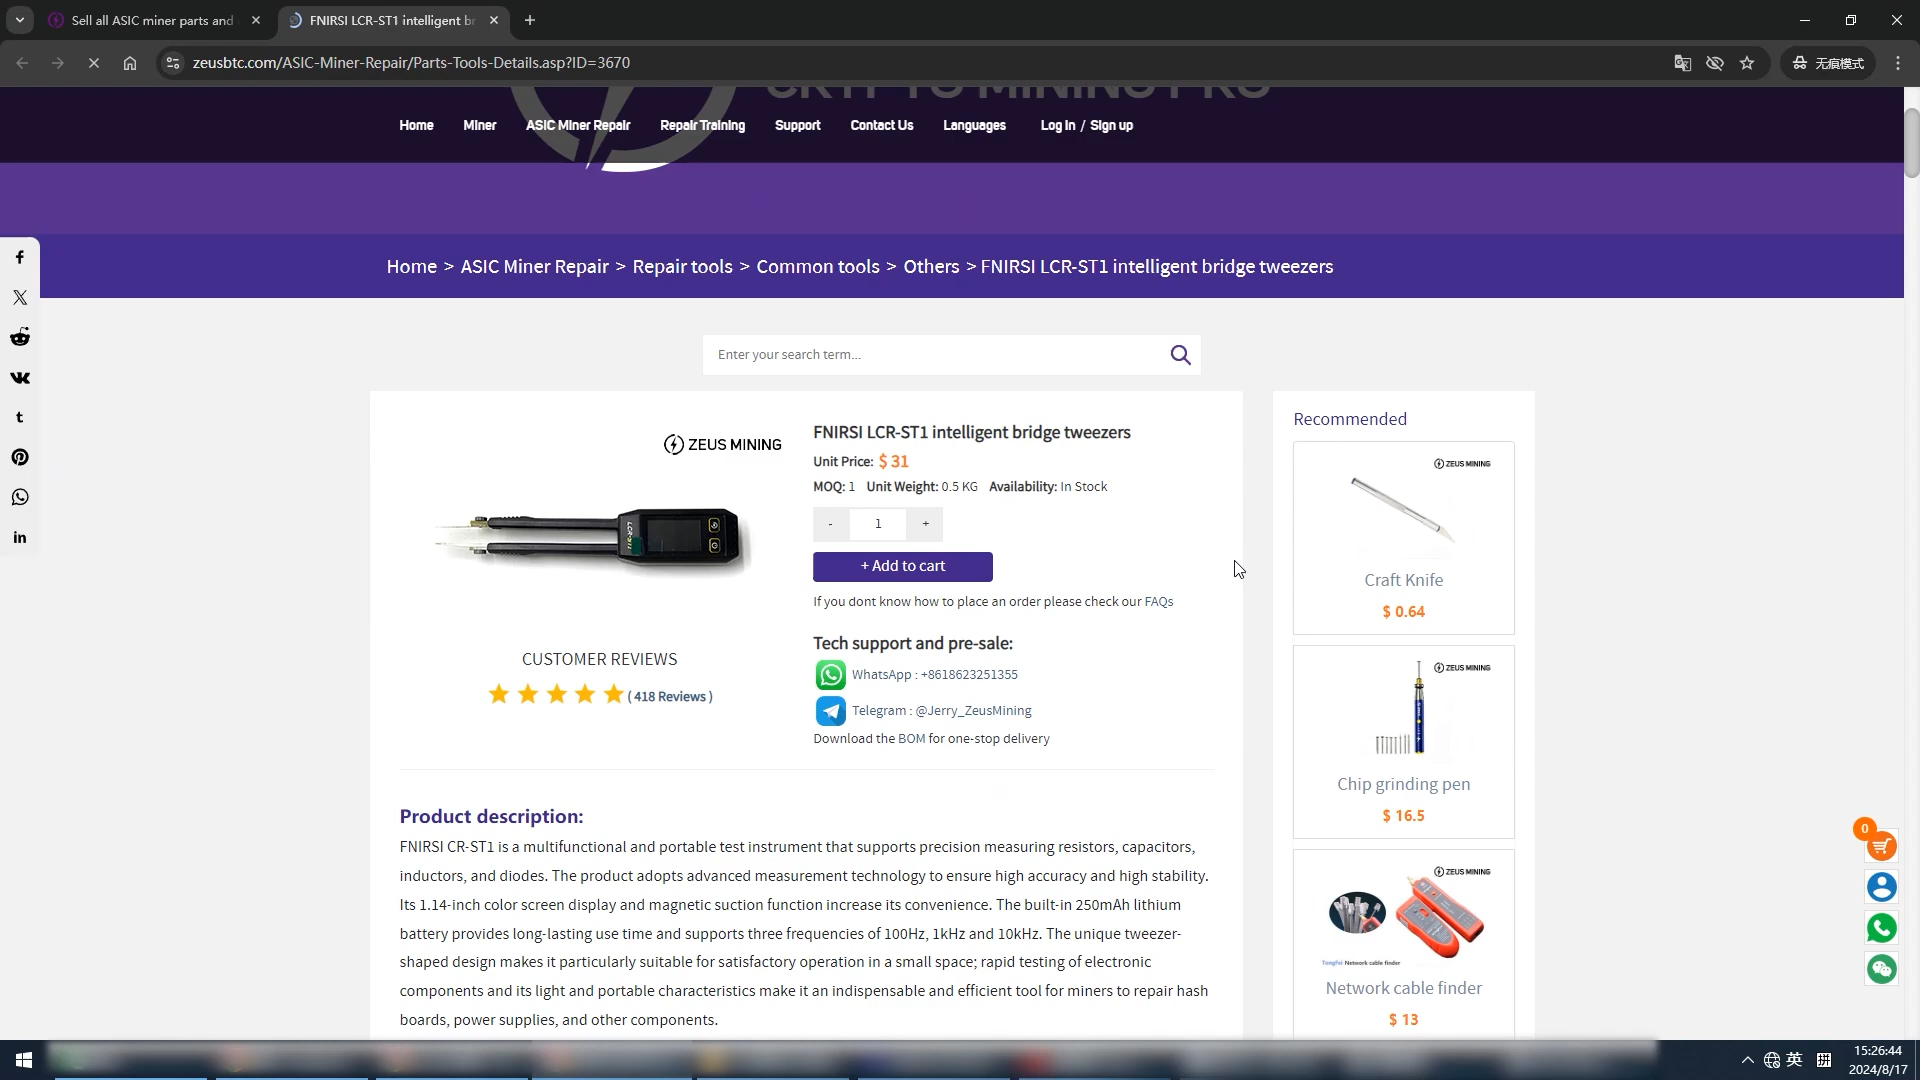 Sell all ASIC miner parts and
FNIRSI LCR-ST1 intelligent br
zeusbtc.com/ASIC-Miner-Repair/Parts-Tools-Details.asp?ID=3670
无痕模式
Home Miner ASIC Miner Repair Repair Training Support Contact Us Languages Log in / Sign up
Home > ASIC Miner Repair > Repair tools > Common tools > Others > FNIRSI LCR-ST1 intelligent bridge tweezers
Enter your search term...
ZEUS MINING
LCR-ST1
CUSTOMER REVIEWS
( 418 Reviews )
FNIRSI LCR-ST1 intelligent bridge tweezers
Unit Price: $ 31
MOQ: 1 Unit Weight: 0.5 KG Availability: In Stock
- 1 +
+ Add to cart
If you dont know how to place an order please check our FAQs
Tech support and pre-sale:
WhatsApp : +8618623251355
Telegram : @Jerry_ZeusMining
Download the BOM for one-stop delivery
Product description:
FNIRSI CR-ST1 is a multifunctional and portable test instrument that supports precision measuring resistors, capacitors,
inductors, and diodes. The product adopts advanced measurement technology to ensure high accuracy and high stability.
Its 1.14-inch color screen display and magnetic suction function increase its convenience. The built-in 250mAh lithium
battery provides long-lasting use time and supports three frequencies of 100Hz, 1kHz and 10kHz. The unique tweezer-
shaped design makes it particularly suitable for satisfactory operation in a small space; rapid testing of electronic
components and its light and portable characteristics make it an indispensable and efficient tool for miners to repair hash
boards, power supplies, and other components.
Recommended
ZEUS MINING
Craft Knife
$ 0.64
ZEUS MINING
Chip grinding pen
$ 16.5
ZEUS MINING
Tongfei Network cable finder
Network cable finder
$ 13
0
英
拼
15:26:44
2024/8/17